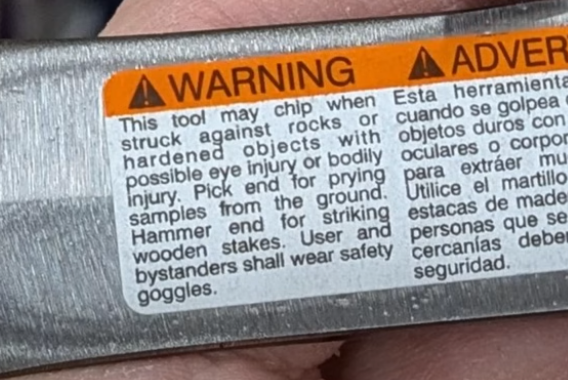 WARNING
This tool may chip when
struck against rocks or
hardened objects with
possible eye injury or bodily
injury. Pick end for prying
samples from the ground.
Hammer end for striking
wooden stakes. User and
bystanders shall wear safety
goggles.
ADVER
Esta herramienta
cuando se golpea
objetos duros con
oculares o corpor
para extráer mu
Utilice el martillo
estacas de made
personas que se
cercanías debe
seguridad.